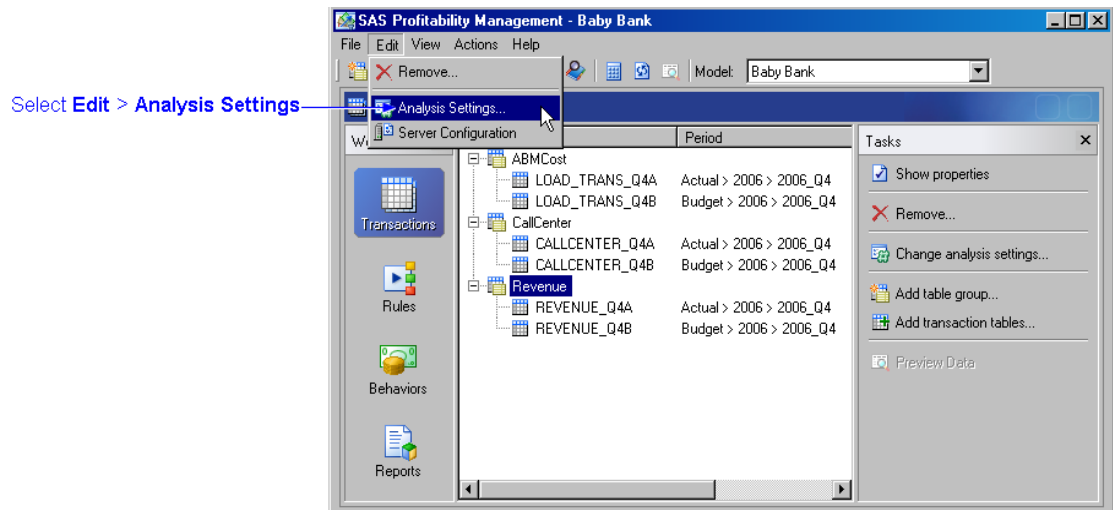 SAS Profitability Management - Baby Bank
File Edit View Actions Help
Remove...
Model: Baby Bank
Select Edit > Analysis Settings
Analysis Settings...
Server Configuration
Period
Tasks
ABMCost
LOAD_TRANS_Q4A Actual > 2006 > 2006_Q4
LOAD_TRANS_Q4B Budget > 2006 > 2006_Q4
CallCenter
CALLCENTER_Q4A Actual > 2006 > 2006_Q4
CALLCENTER_Q4B Budget > 2006 > 2006_Q4
Revenue
REVENUE_Q4A Actual > 2006 > 2006_Q4
REVENUE_Q4B Budget > 2006 > 2006_Q4
Transactions
Rules
Behaviors
Reports
Show properties
Remove...
Change analysis settings...
Add table group...
Add transaction tables...
Preview Data